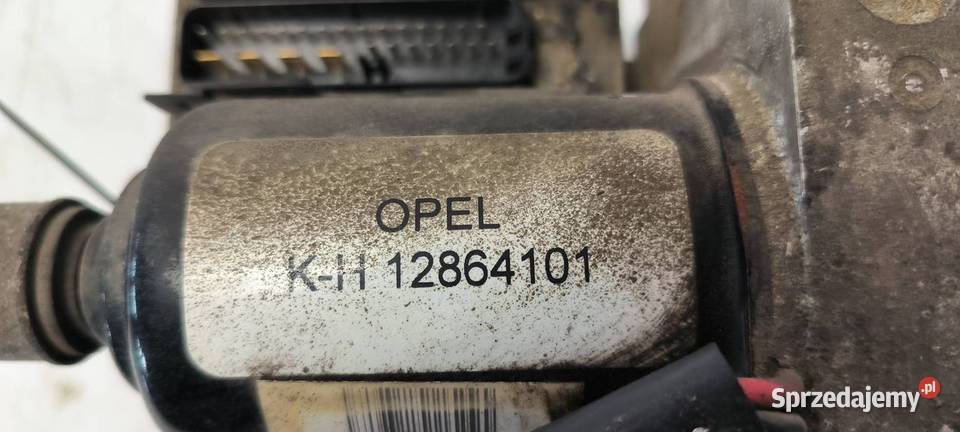 OPEL
K-H 12864101
Sprzedajemy.pl